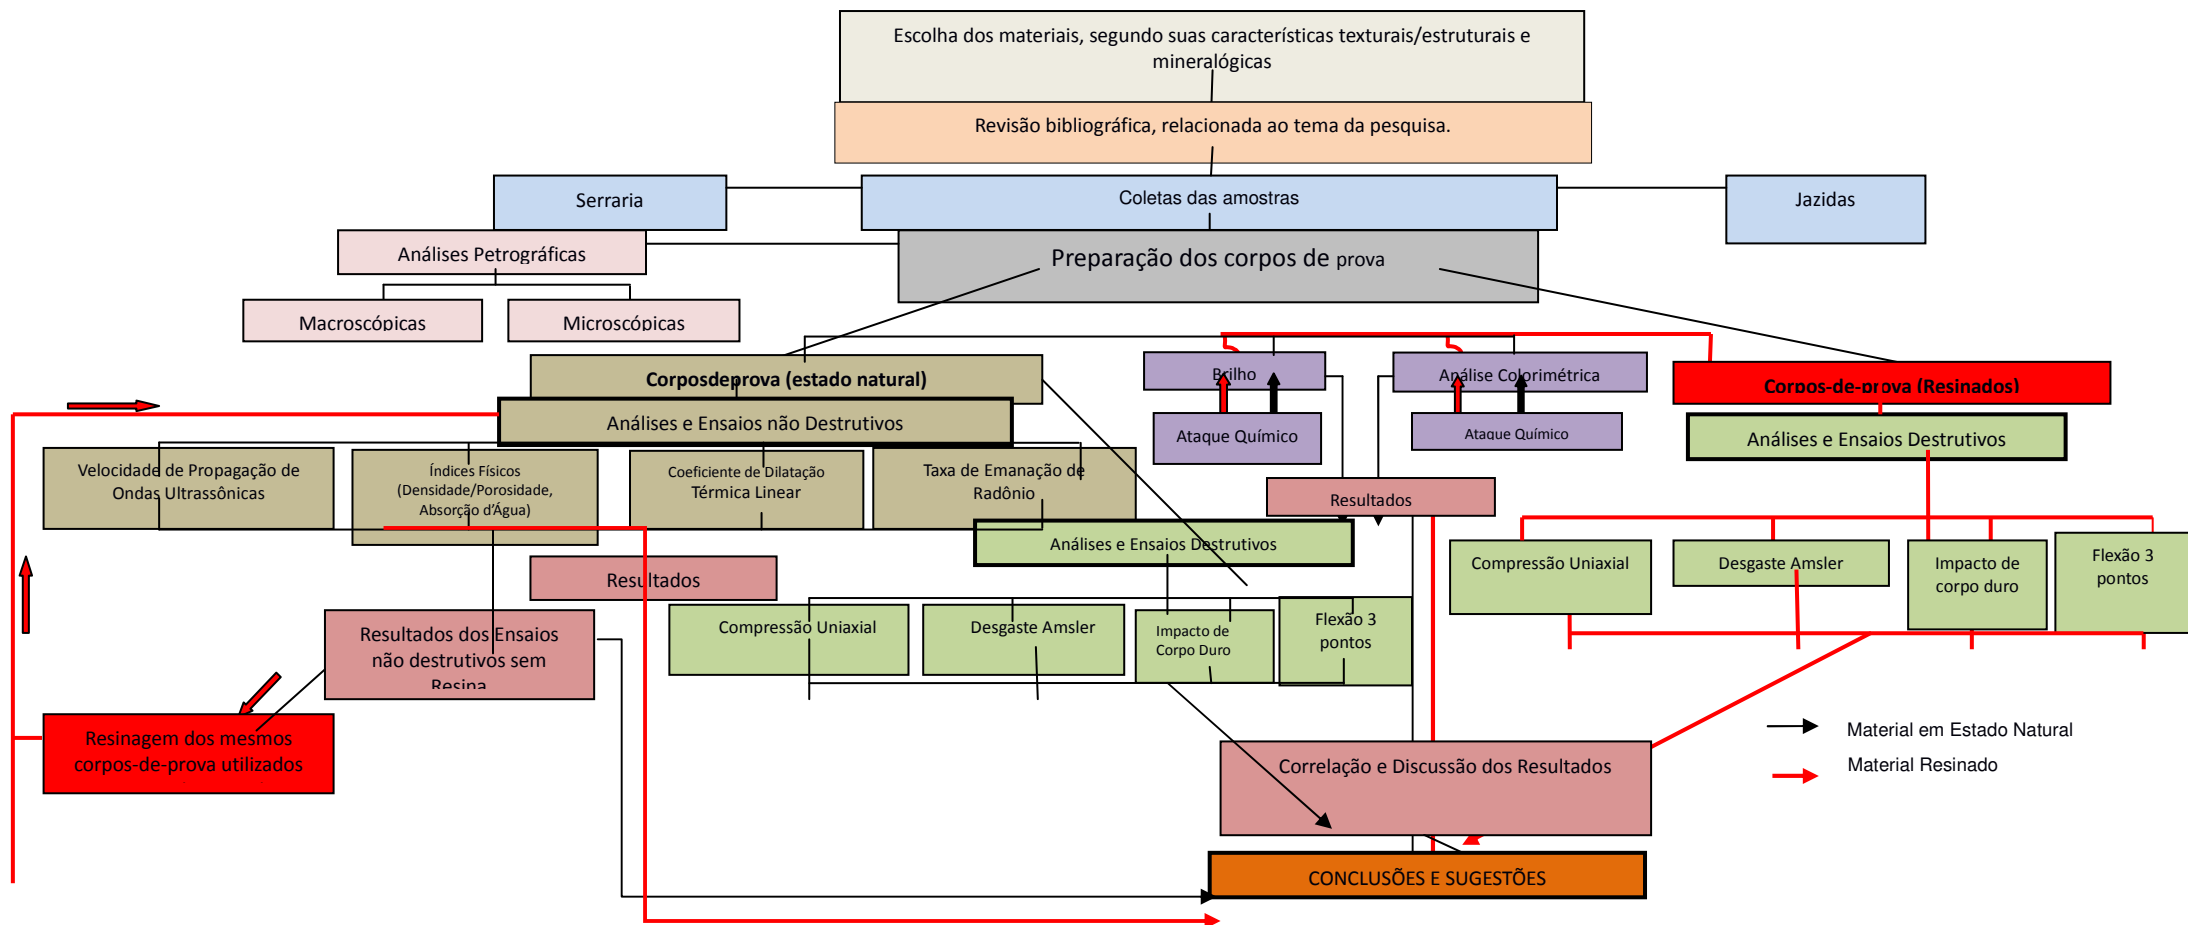 Escolha dos materiais, segundo suas características texturais/estruturais e
mineralógicas
Revisão bibliográfica, relacionada ao tema da pesquisa.
Serraria
Coletas das amostras
Jazidas
Análises Petrográficas
Preparação dos corpos de prova
Macroscópicas
Microscópicas
Corposdeprova (estado natural)
Brilho
Análise Colorimétrica
Corpos-de-prova (Resinados)
Análises e Ensaios não Destrutivos
Ataque Químico
Ataque Químico
Análises e Ensaios Destrutivos
Velocidade de Propagação de
Ondas Ultrassônicas
Índices Físicos
(Densidade/Porosidade,
Absorção d'Água)
Coeficiente de Dilatação
Térmica Linear
Taxa de Emanação de
Radônio
Resultados
Análises e Ensaios Destrutivos
Resultados
Compressão Uniaxial
Desgaste Amsler
Impacto de
corpo duro
Flexão 3
pontos
Resultados dos Ensaios
não destrutivos sem
Resina
Compressão Uniaxial
Desgaste Amsler
Impacto de
Corpo Duro
Flexão 3
pontos
Resinagem dos mesmos
corpos-de-prova utilizados
Correlação e Discussão dos Resultados
Material em Estado Natural
Material Resinado
CONCLUSÕES E SUGESTÕES